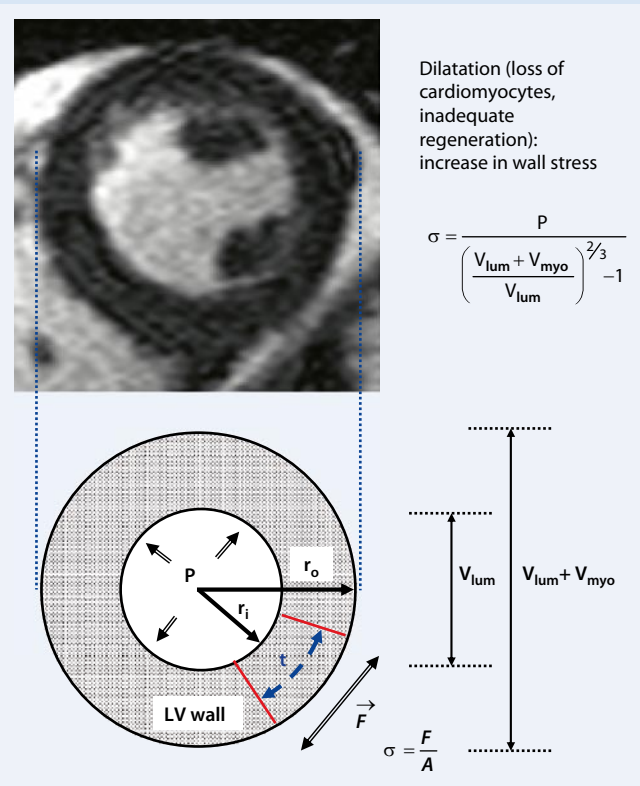 Dilatation (loss of
cardiomyocytes,
inadequate
regeneration):
increase in wall stress
σ = P / ((V_lum + V_myo) / V_lum)^2/3 −1
P
r_o
r_i
t
V_lum
V_lum + V_myo
LV wall
F→
σ = F / A